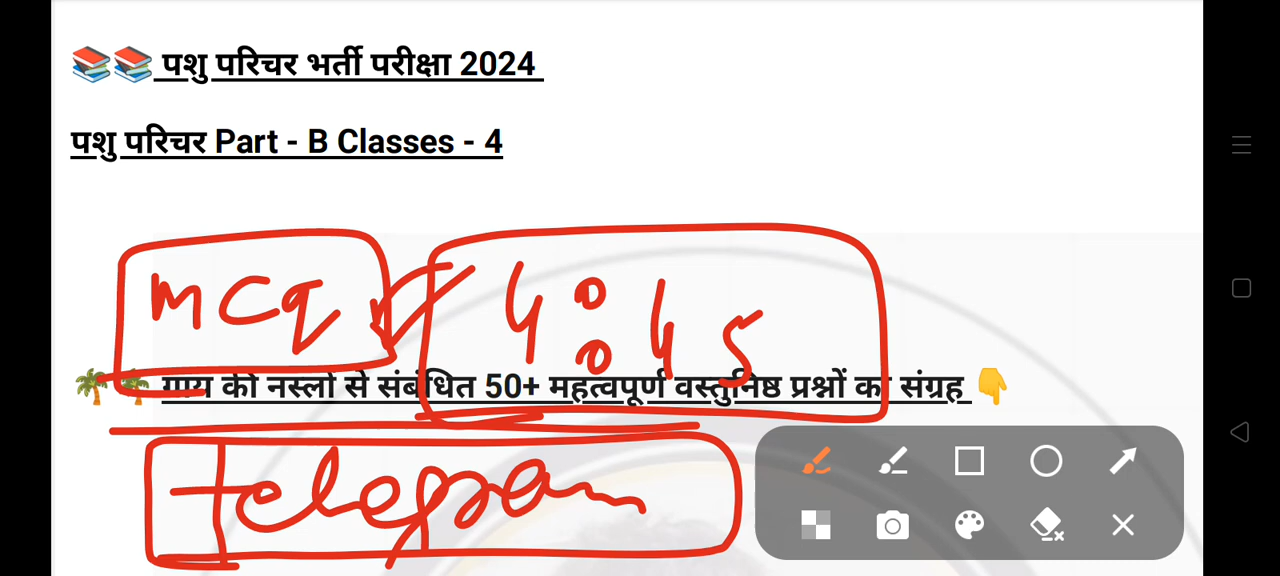 📚📚 पशु परिचर भर्ती परीक्षा 2024
पशु परिचर Part - B Classes - 4
mcq 4:45
🌴🌴 गाय की नस्लो से संबंधित 50+ महत्वपूर्ण वस्तुनिष्ठ प्रश्नों का संग्रह 👇
telegram